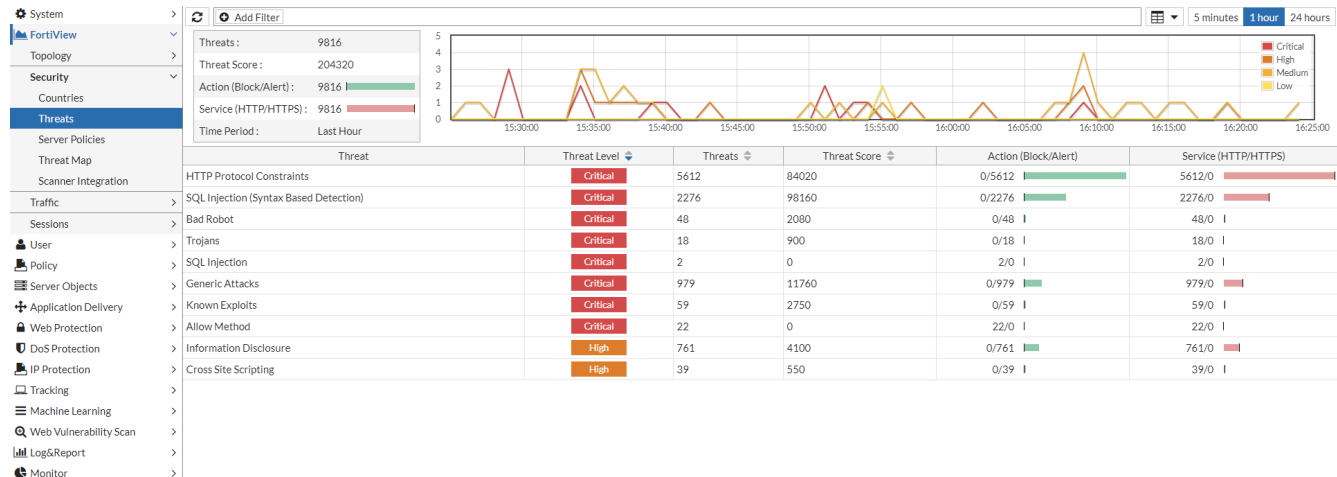 System
FortiView
Topology
Security
Countries
Threats
Server Policies
Threat Map
Scanner Integration
Traffic
Sessions
User
Policy
Server Objects
Application Delivery
Web Protection
DoS Protection
IP Protection
Tracking
Machine Learning
Web Vulnerability Scan
Log&Report
Monitor
Add Filter
5 minutes 1 hour 24 hours
Threats : 9816
Threat Score : 204320
Action (Block/Alert) : 9816
Service (HTTP/HTTPS) : 9816
Time Period : Last Hour
5
4
3
2
1
0
15:30:00 15:35:00 15:40:00 15:45:00 15:50:00 15:55:00 16:00:00 16:05:00 16:10:00 16:15:00 16:20:00 16:25:00
Critical
High
Medium
Low
Threat Threat Level Threats Threat Score Action (Block/Alert) Service (HTTP/HTTPS)
HTTP Protocol Constraints Critical 5612 84020 0/5612 5612/0
SQL Injection (Syntax Based Detection) Critical 2276 98160 0/2276 2276/0
Bad Robot Critical 48 2080 0/48 48/0
Trojans Critical 18 900 0/18 18/0
SQL Injection Critical 2 0 2/0 2/0
Generic Attacks Critical 979 11760 0/979 979/0
Known Exploits Critical 59 2750 0/59 59/0
Allow Method Critical 22 0 22/0 22/0
Information Disclosure High 761 4100 0/761 761/0
Cross Site Scripting High 39 550 0/39 39/0